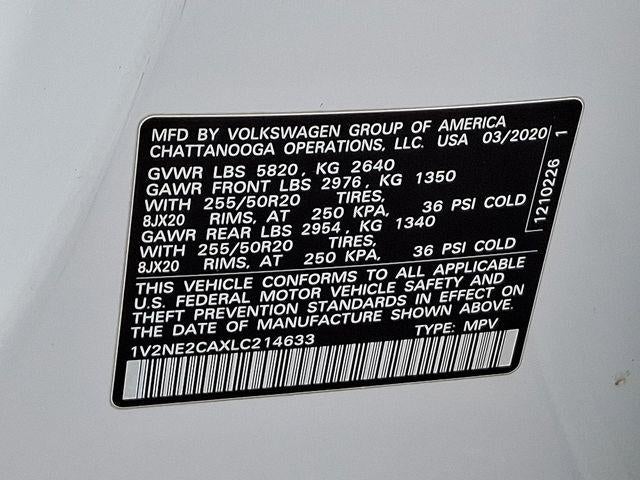 MFD BY VOLKSWAGEN GROUP OF AMERICA
CHATTANOOGA OPERATIONS, LLC. USA 03/2020
GVWR LBS 5820, KG 2640
GAWR FRONT LBS 2976, KG 1350
WITH 255/50R20 TIRES,
8JX20 RIMS, AT 250 KPA, 36 PSI COLD
GAWR REAR LBS 2954, KG 1340
WITH 255/50R20 TIRES,
8JX20 RIMS, AT 250 KPA, 36 PSI COLD
THIS VEHICLE CONFORMS TO ALL APPLICABLE
U.S. FEDERAL MOTOR VEHICLE SAFETY AND
THEFT PREVENTION STANDARDS IN EFFECT ON
THE DATE OF MANUFACTURE SHOWN ABOVE.
1V2NE2CAXLC214633 TYPE: MPV
1210226 1